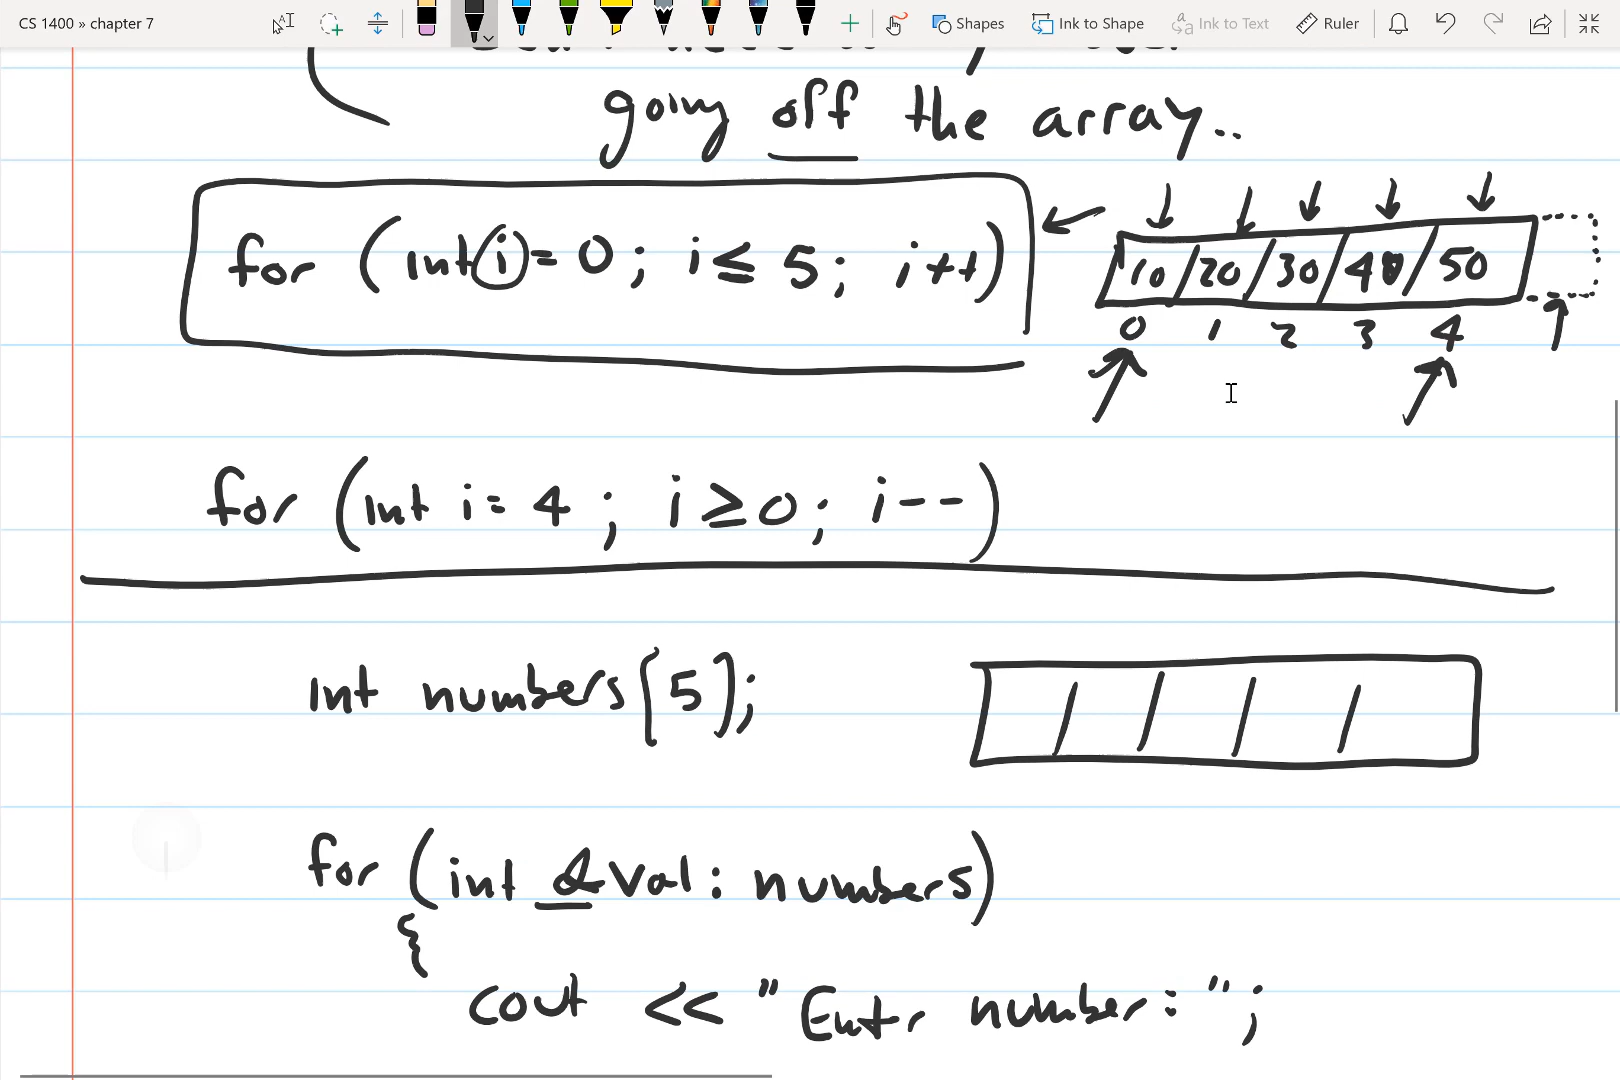 CS 1400 » chapter 7
Shapes Ink to Shape Ink to Text Ruler
going off the array..
for (int i = 0; i ≤ 5; i++)
10 20 30 40 50
0 1 2 3 4
for (int i = 4; i ≥ 0; i--)
int numbers[5];
for (int &val: numbers)
{
cout << "Entr number: ";